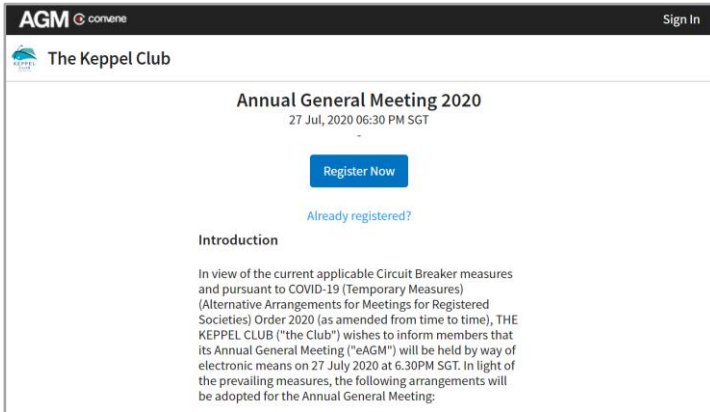 AGM convene
Sign In
KEPPEL
CLUB
The Keppel Club
Annual General Meeting 2020
27 Jul, 2020 06:30 PM SGT
-
Register Now
Already registered?
Introduction
In view of the current applicable Circuit Breaker measures
and pursuant to COVID-19 (Temporary Measures)
(Alternative Arrangements for Meetings for Registered
Societies) Order 2020 (as amended from time to time), THE
KEPPEL CLUB ("the Club") wishes to inform members that
its Annual General Meeting ("eAGM") will be held by way of
electronic means on 27 July 2020 at 6.30PM SGT. In light of
the prevailing measures, the following arrangements will
be adopted for the Annual General Meeting: